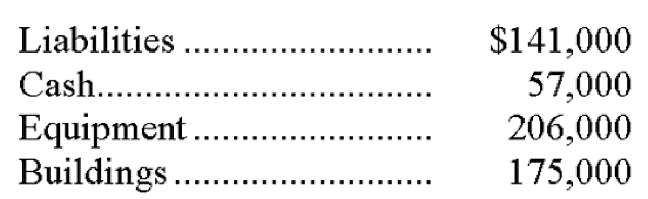 Liabilities .......................... $141,000
Cash.................................. 57,000
Equipment ......................... 206,000
Buildings ........................... 175,000